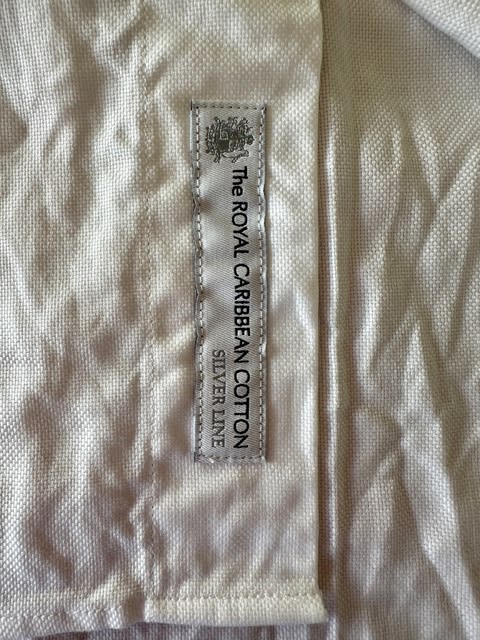 The ROYAL CARIBBEAN COTTON
SILVER LINE